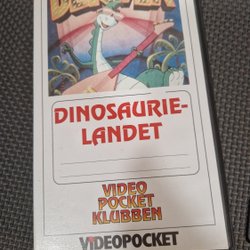 DINOSAURIE-
LANDET
VIDEO
POCKET
KLUBBEN
VIDEOPOCKET